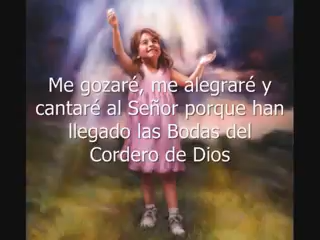 Me gozaré, me alegraré y
cantaré al Señor porque han
llegado las Bodas del
Cordero de Dios